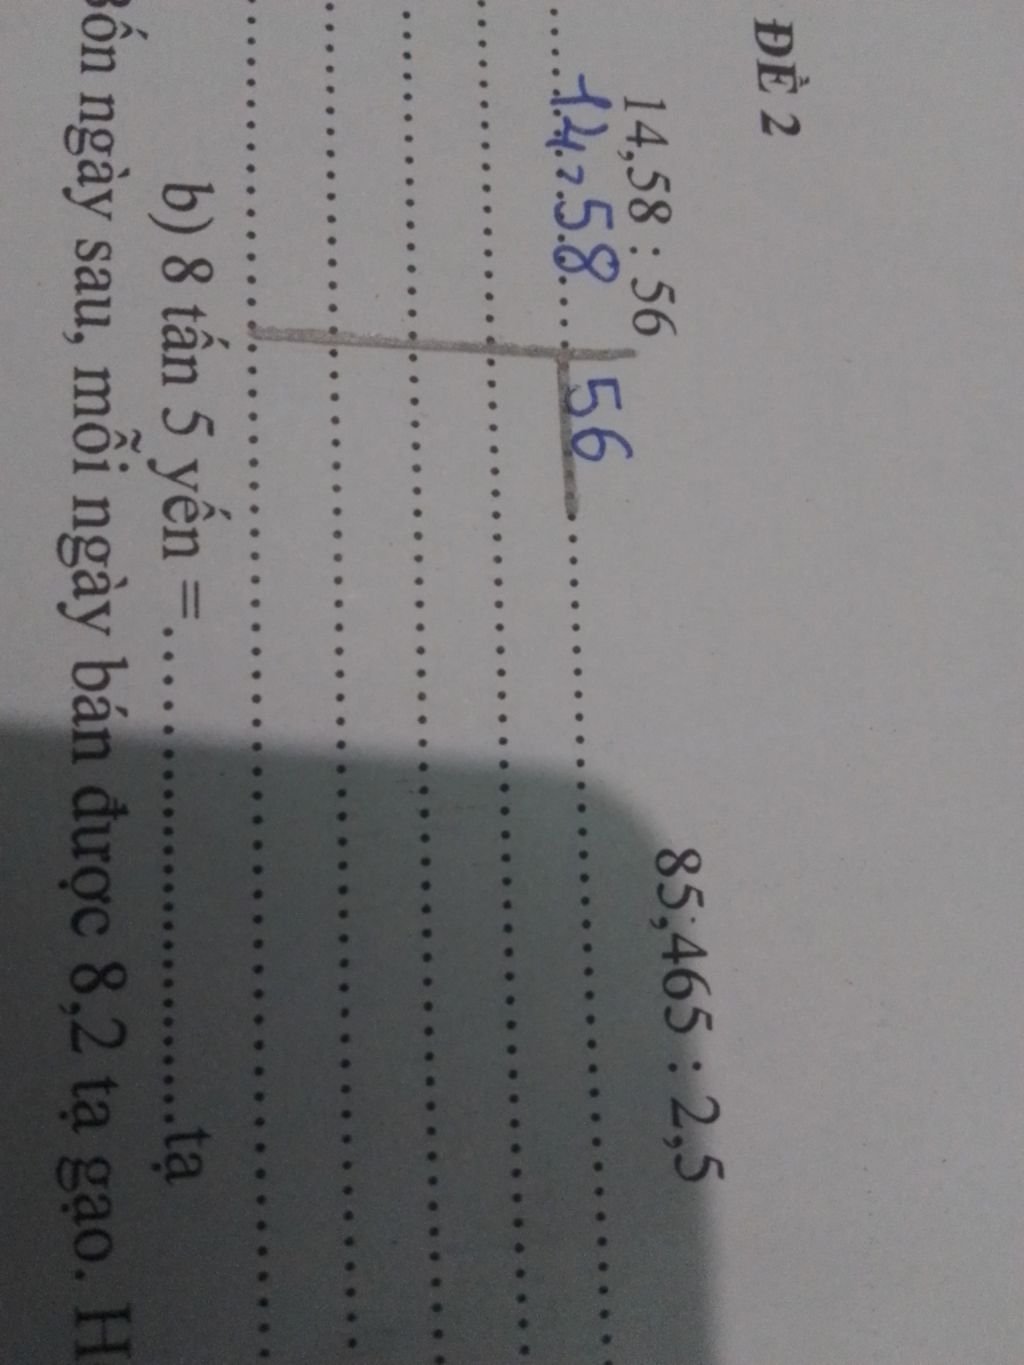 ĐỀ 2
14,58 : 56 85,465 : 2,5
14,58 56
b) 8 tấn 5 yến = ........................tạ
Bốn ngày sau, mỗi ngày bán được 8,2 tạ gạo. H